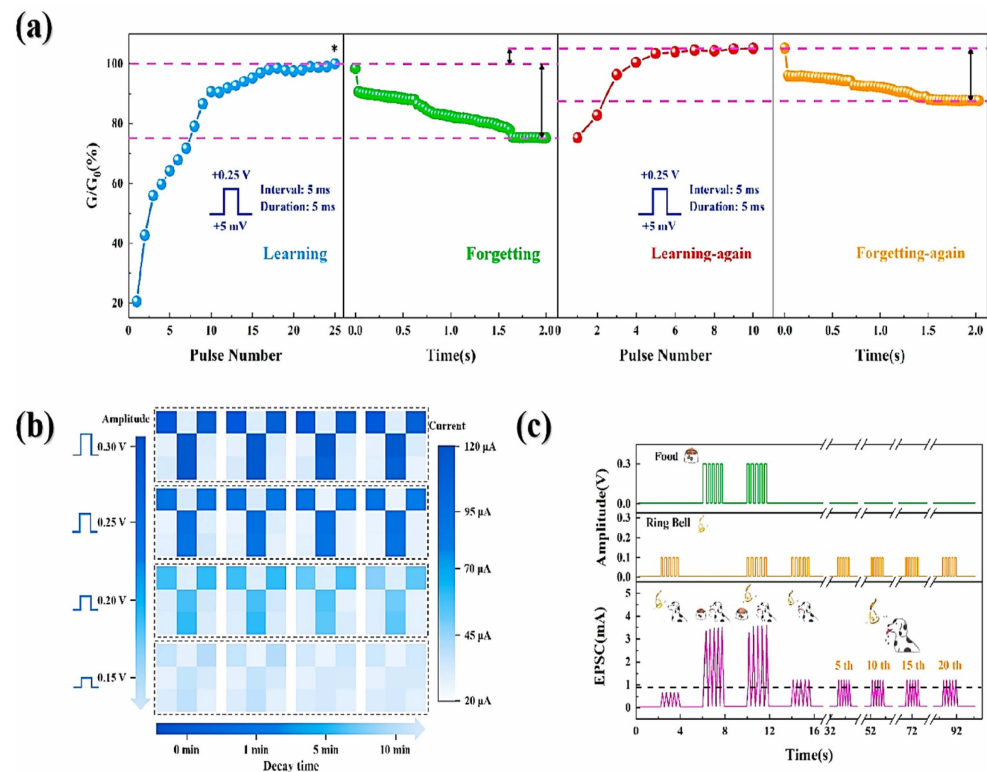 (a)
G/G0(%)
100
80
60
40
20
*
+0.25 V
+5 mV
Interval: 5 ms
Duration: 5 ms
Learning
0 5 10 15 20 25
Pulse Number
Forgetting
0.0 0.5 1.0 1.5 2.0
Time(s)
+0.25 V
+5 mV
Interval: 5 ms
Duration: 5 ms
Learning-again
2 4 6 8 10
Pulse Number
Forgetting-again
0.0 0.5 1.0 1.5 2.0
Time(s)
(b)
Amplitude
0.30 V
0.25 V
0.20 V
0.15 V
Current
120 μA
95 μA
70 μA
45 μA
20 μA
0 min 1 min 5 min 10 min
Decay time
(c)
Amplitude(V)
Food
0.3
0.0
Ring Bell
0.3
0.2
0.1
0.0
EPSC(mA)
5
4
3
2
1
0
5 th 10 th 15 th 20 th
0 4 8 12 16 32 52 72 92
Time(s)